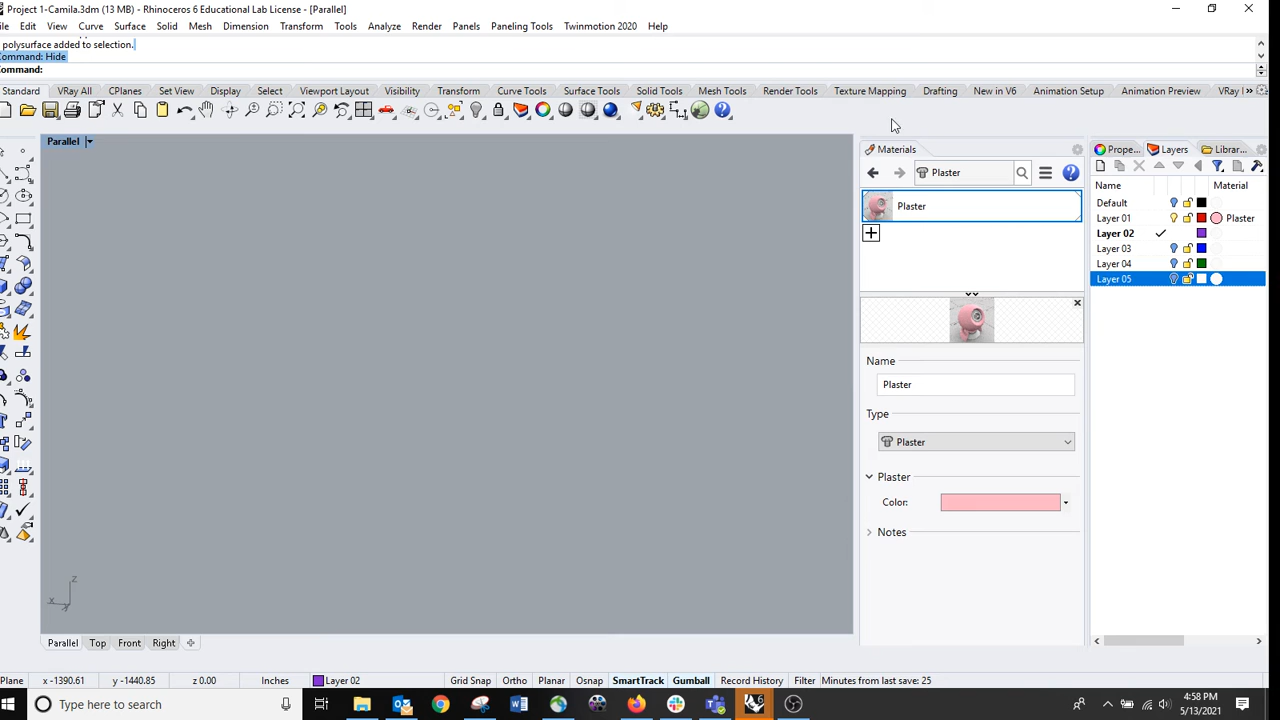 Project 1-Camila.3dm (13 MB) - Rhinoceros 6 Educational Lab License - [Parallel]
Edit View Curve Surface Solid Mesh Dimension Transform Tools Analyze Render Panels Paneling Tools Twinmotion 2020 Help
polysurface added to selection.
Command: Hide
Command:
Standard VRay All CPlanes Set View Display Select Viewport Layout Visibility Transform Curve Tools Surface Tools Solid Tools Mesh Tools Render Tools Texture Mapping Drafting New in V6 Animation Setup Animation Preview VRay
Parallel
Materials
Prope... Layers Librar...
Plaster
Name Material
Plaster
Default
Layer 01 Plaster
Layer 02
Layer 03
Layer 04
Layer 05
Name
Plaster
Type
Plaster
Plaster
Color:
Notes
z
x
y
Parallel Top Front Right
Plane x -1390.61 y -1440.85 z 0.00 Inches Layer 02 Grid Snap Ortho Planar Osnap SmartTrack Gumball Record History Filter Minutes from last save: 25
Type here to search
4:58 PM
5/13/2021